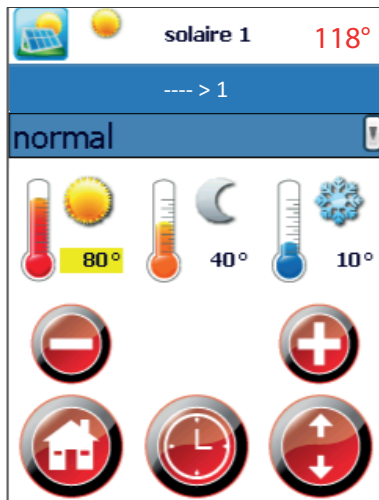 solaire 1 118°
---- > 1
normal
80° 40° 10°